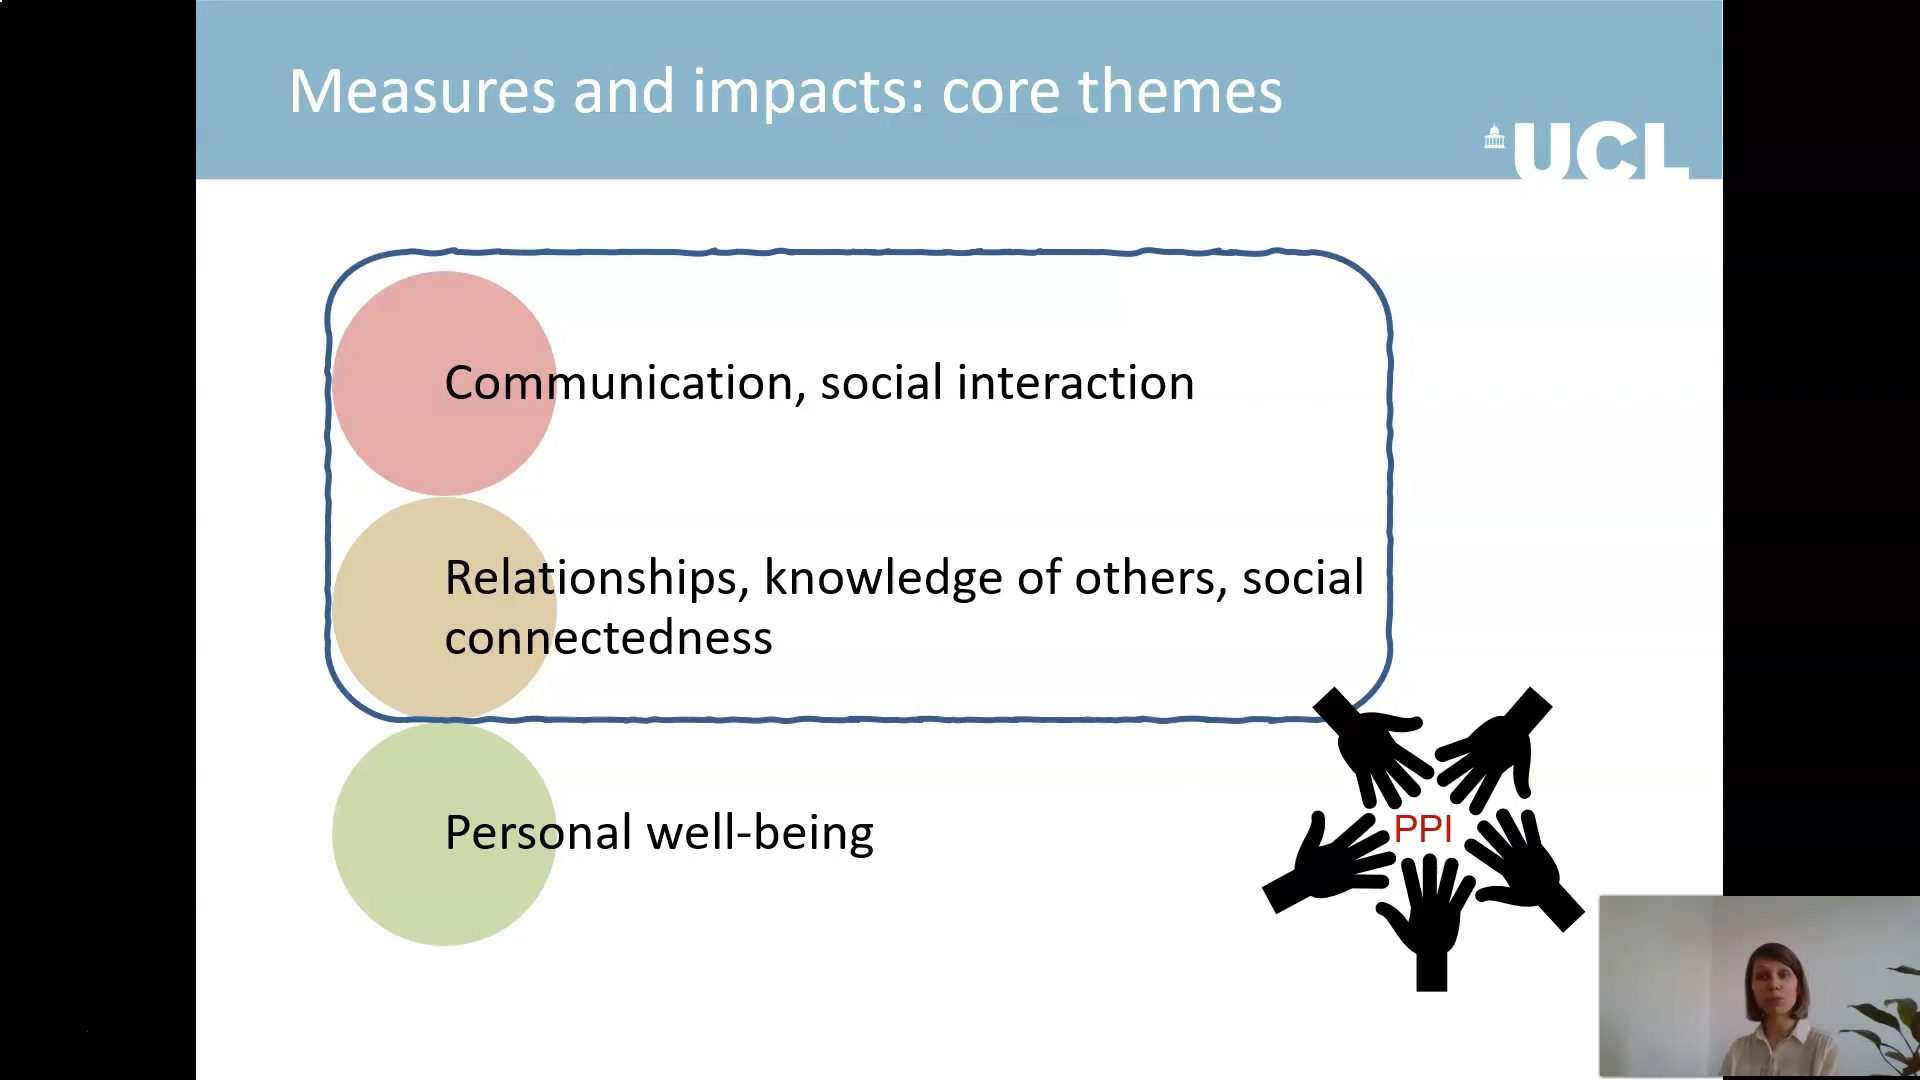 Measures and impacts: core themes
UCL
Communication, social interaction
Relationships, knowledge of others, social
connectedness
Personal well-being
PPI